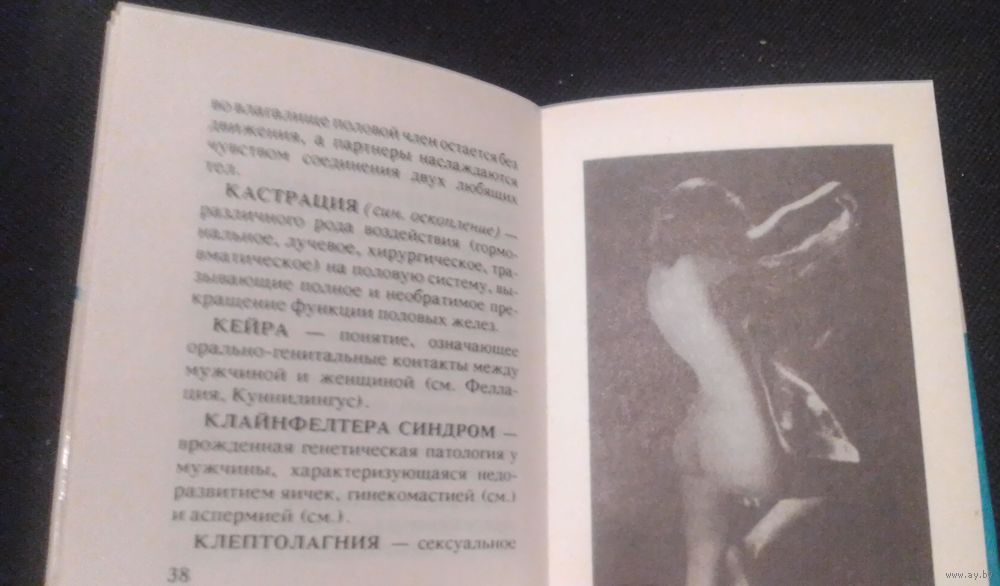 во влагалище половой член остается без
движения, а партнеры наслаждаются
чувством соединения двух любящих
тел.
КАСТРАЦИЯ (син. оскопление) —
различного рода воздействия (гормо-
нальное, лучевое, хирургическое, тра-
вматическое) на половую систему, вы-
зывающие полное и необратимое пре-
кращение функции половых желез.
КЕЙРА — понятие, означающее
орально-генитальные контакты между
мужчиной и женщиной (см. Фелла-
ция, Куннилингус).
КЛАЙНФЕЛТЕРА СИНДРОМ —
врожденная генетическая патология у
мужчины, характеризующаяся недо-
развитием яичек, гинекомастией (см.)
и аспермией (см.).
КЛЕПТОЛАГНИЯ — сексуальное
38
www.ay.by